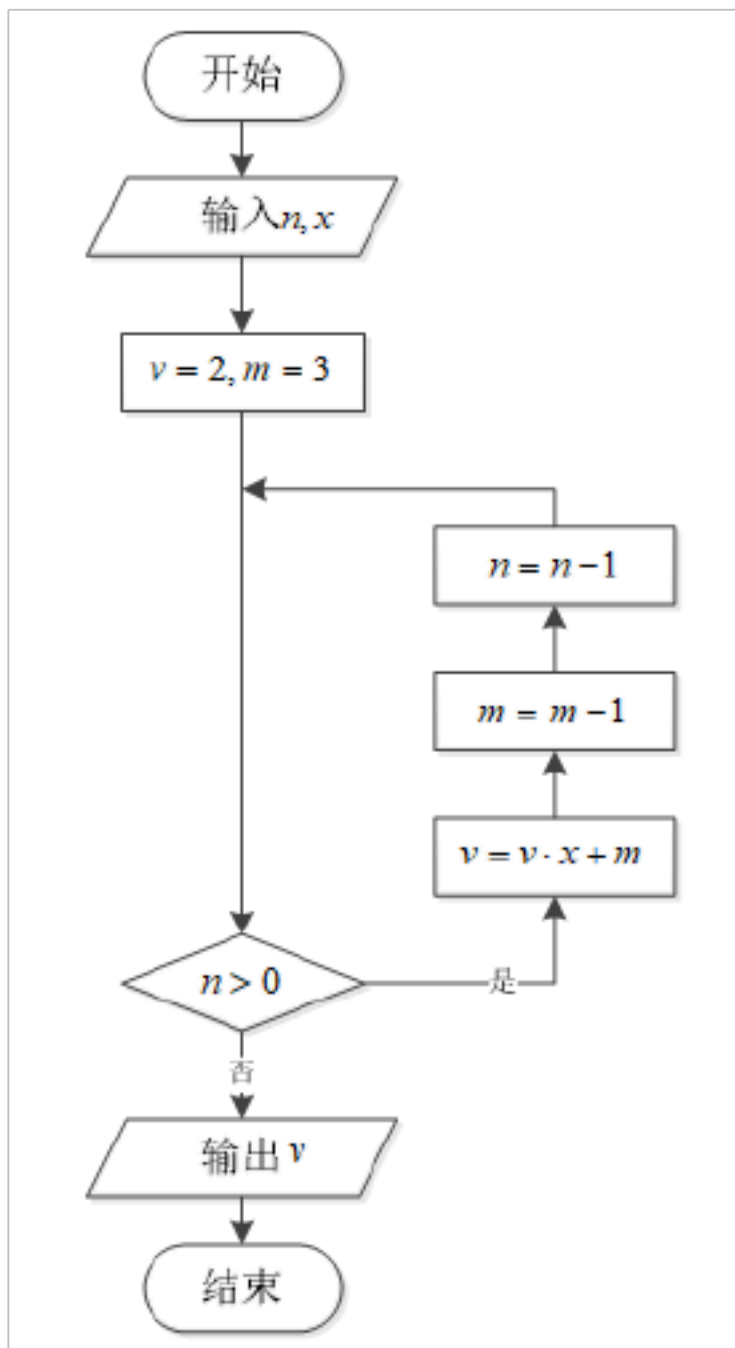 开始
输入n, x
v = 2, m = 3
n = n − 1
m = m − 1
v = v · x + m
n > 0
是
否
输出 v
结束